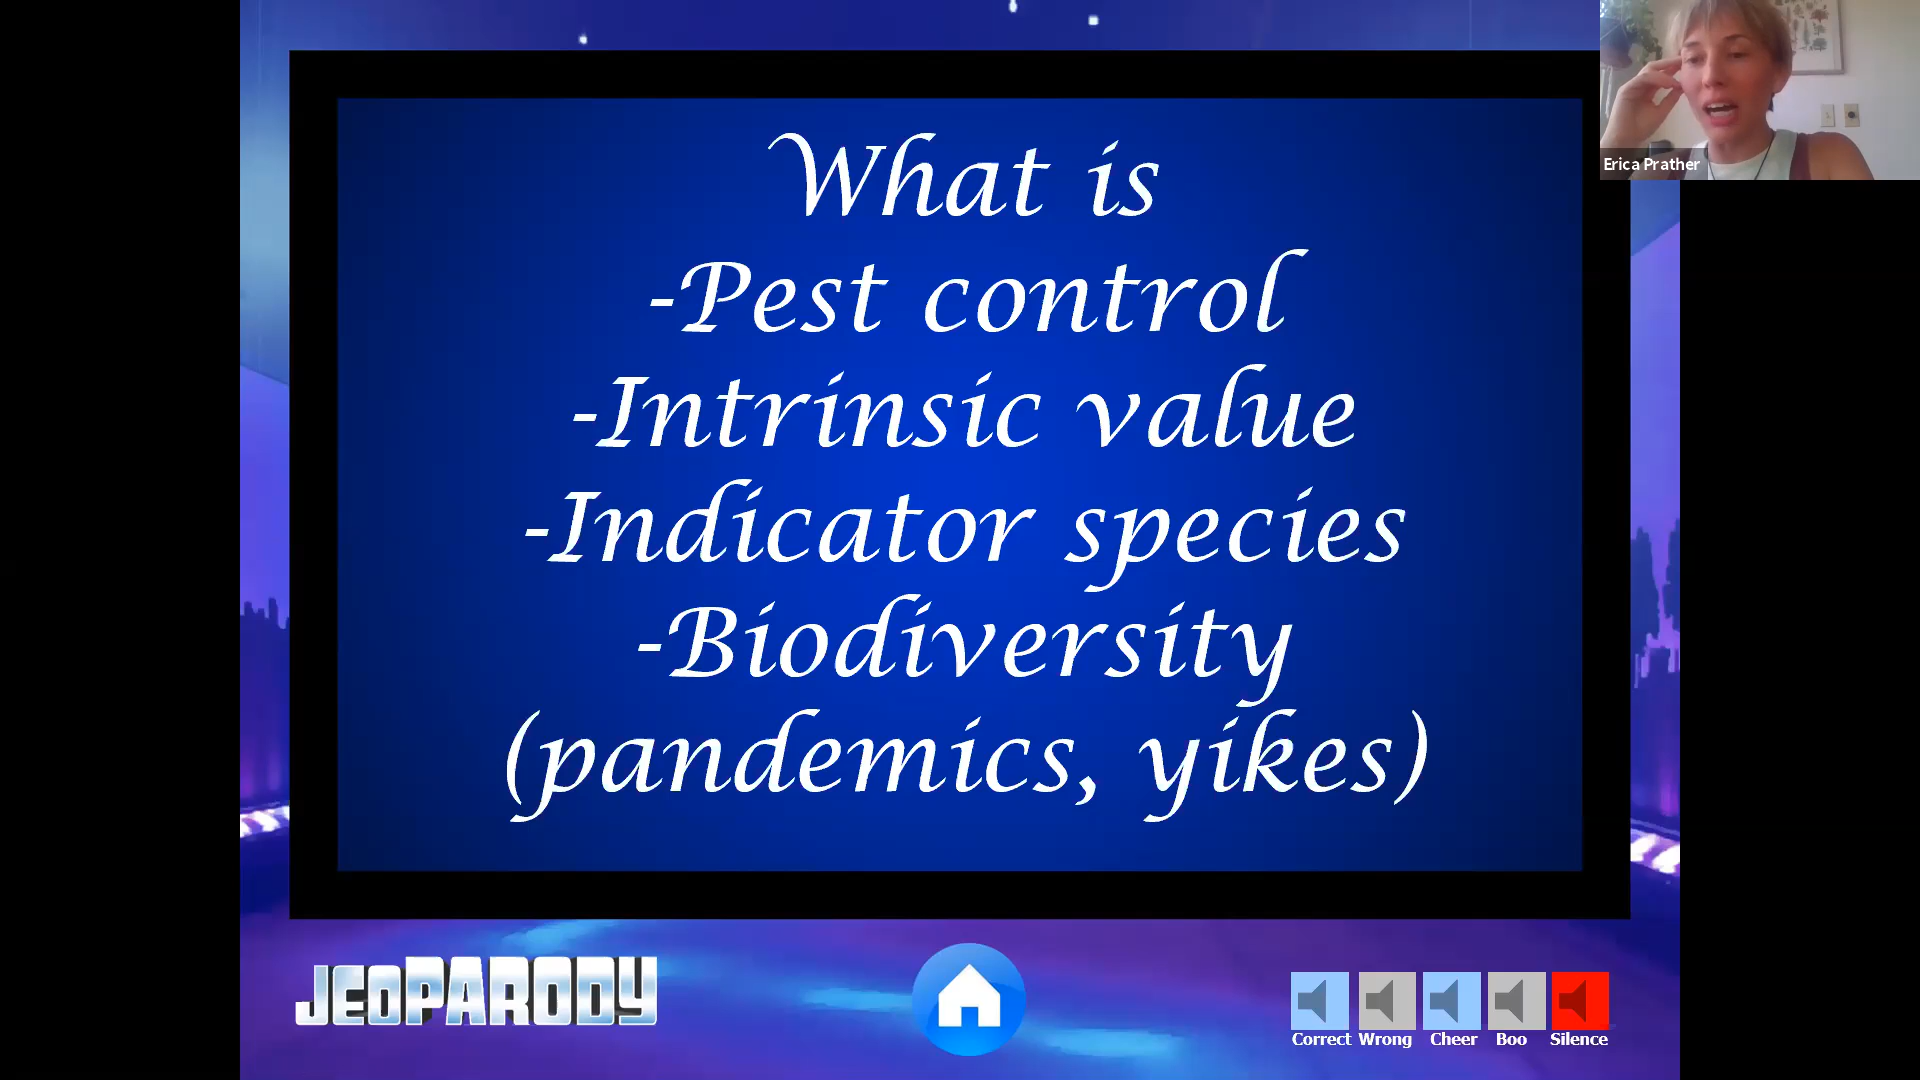 What is
-Pest control
-Intrinsic value
-Indicator species
-Biodiversity
(pandemics, yikes)
Erica Prather
JEOPARODY
Correct Wrong Cheer Boo Silence